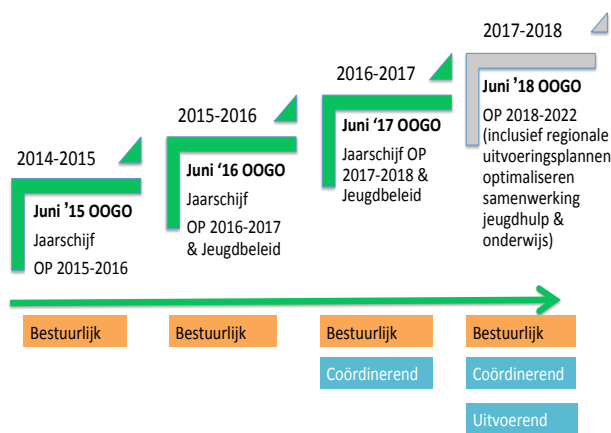 2014-2015
Juni '15 OOGO
Jaarschijf
OP 2015-2016
2015-2016
Juni '16 OOGO
Jaarschijf
OP 2016-2017
& Jeugdbeleid
2016-2017
Juni '17 OOGO
Jaarschijf OP
2017-2018 &
Jeugdbeleid
2017-2018
Juni '18 OOGO
OP 2018-2022
(inclusief regionale
uitvoeringsplannen
optimaliseren
samenwerking
jeugdhulp &
onderwijs)
Bestuurlijk
Bestuurlijk
Bestuurlijk
Bestuurlijk
Coördinerend
Coördinerend
Uitvoerend